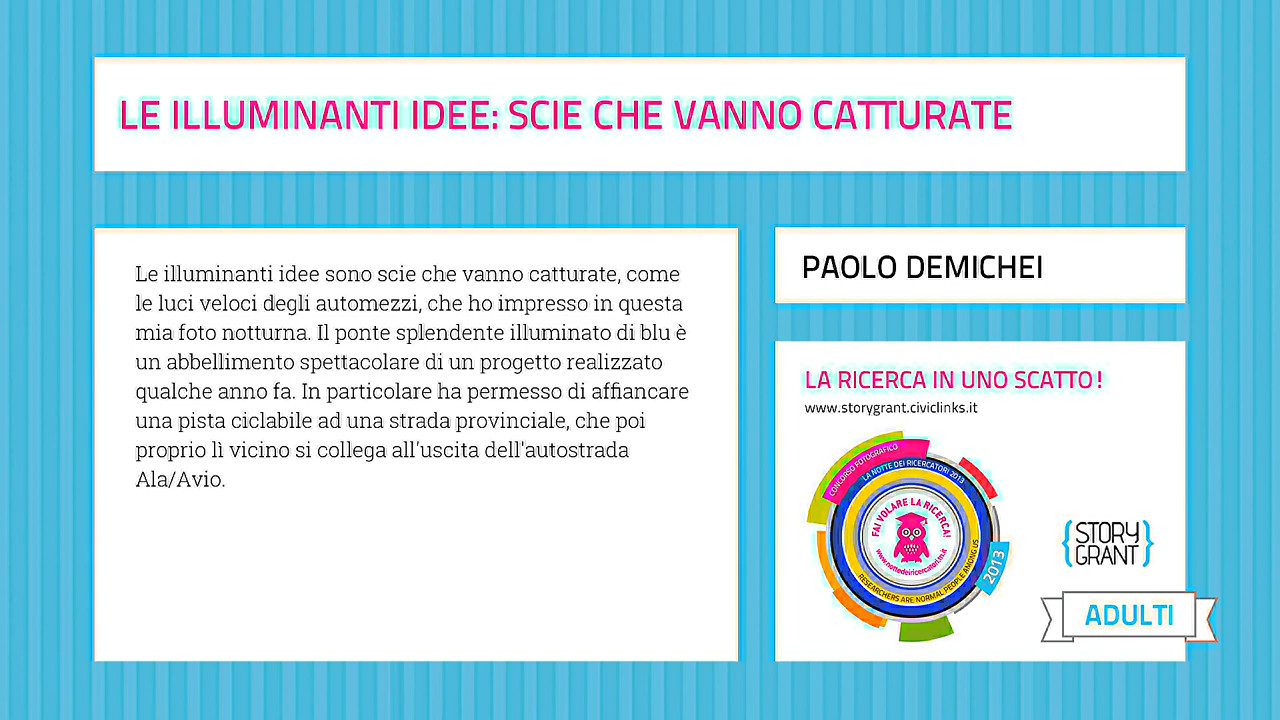 LE ILLUMINANTI IDEE: SCIE CHE VANNO CATTURATE
Le illuminanti idee sono scie che vanno catturate, come
le luci veloci degli automezzi, che ho impresso in questa
mia foto notturna. Il ponte splendente illuminato di blu è
un abbellimento spettacolare di un progetto realizzato
qualche anno fa. In particolare ha permesso di affiancare
una pista ciclabile ad una strada provinciale, che poi
proprio lì vicino si collega all'uscita dell'autostrada
Ala/Avio.
PAOLO DEMICHEI
LA RICERCA IN UNO SCATTO!
www.storygrant.civiclinks.it
CONCORSO FOTOGRAFICO
LA NOTTE DEI RICERCATORI 2013
FAI VOLARE LA RICERCA!
www.nottedeiricercatori.tn.it
RESEARCHERS ARE NORMAL PEOPLE AMONG US
2013
{STORY
GRANT}
ADULTI